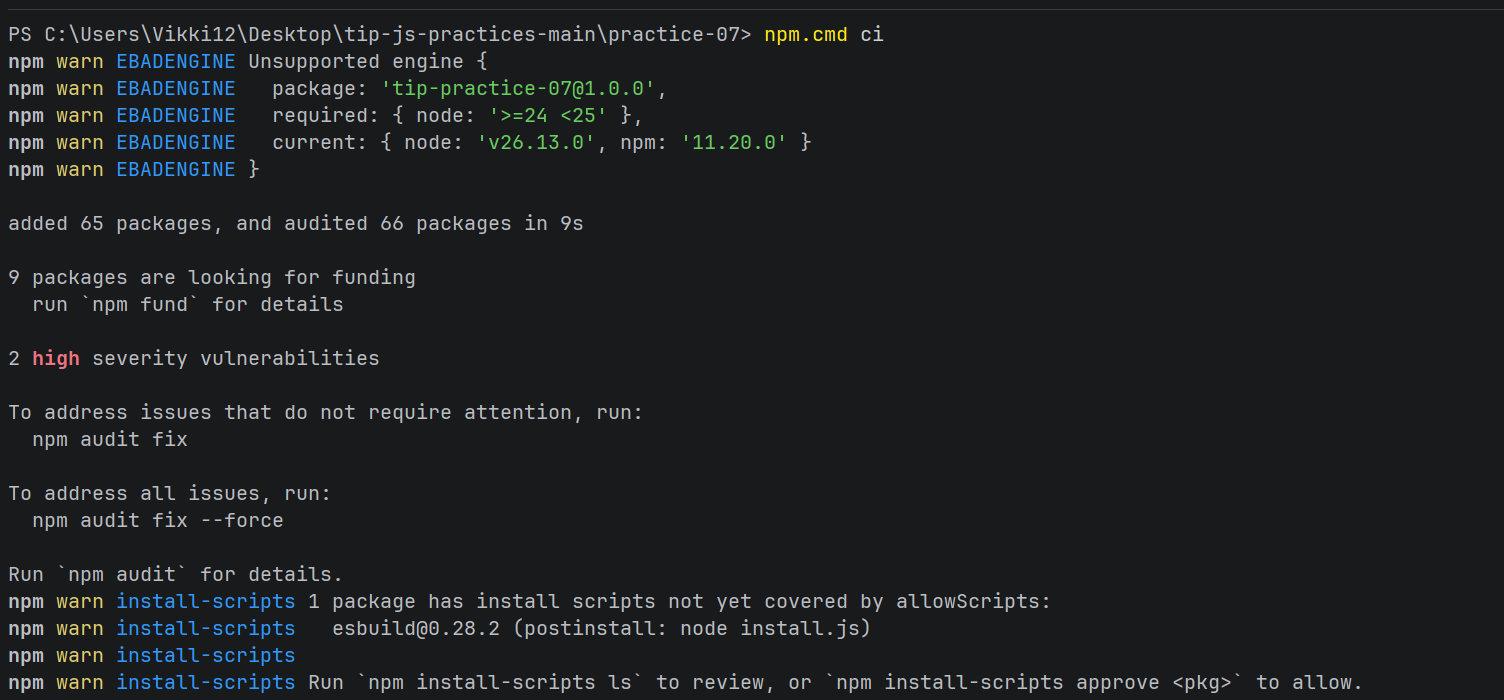 PS C:\Users\Vikki12\Desktop\tip-js-practices-main\practice-07> npm.cmd ci
npm warn EBADENGINE Unsupported engine {
npm warn EBADENGINE   package: 'tip-practice-07@1.0.0',
npm warn EBADENGINE   required: { node: '>=24 <25' },
npm warn EBADENGINE   current: { node: 'v26.13.0', npm: '11.20.0' }
npm warn EBADENGINE }
added 65 packages, and audited 66 packages in 9s
9 packages are looking for funding
  run `npm fund` for details
2 high severity vulnerabilities
To address issues that do not require attention, run:
  npm audit fix
To address all issues, run:
  npm audit fix --force
Run `npm audit` for details.
npm warn install-scripts 1 package has install scripts not yet covered by allowScripts:
npm warn install-scripts   esbuild@0.28.2 (postinstall: node install.js)
npm warn install-scripts
npm warn install-scripts Run `npm install-scripts ls` to review, or `npm install-scripts approve <pkg>` to allow.